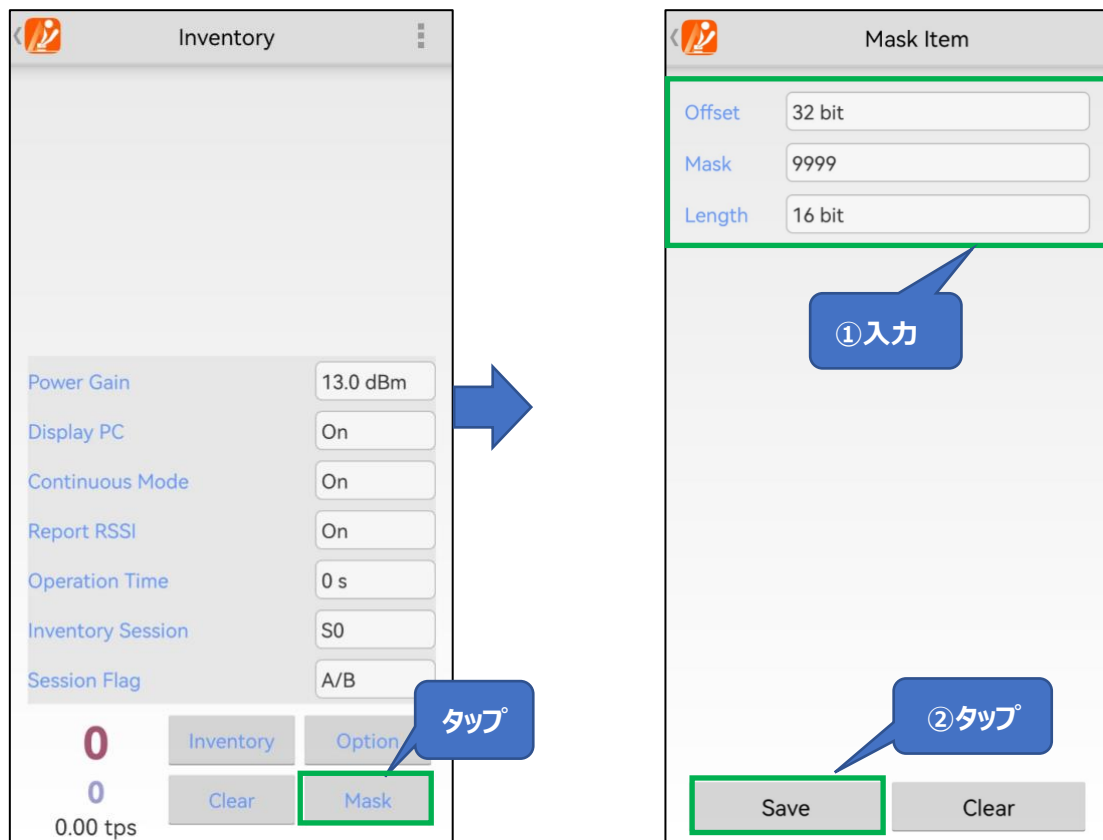 Inventory
Power Gain 13.0 dBm
Display PC On
Continuous Mode On
Report RSSI On
Operation Time 0 s
Inventory Session S0
Session Flag A/B
タップ
0 Inventory Option
0 Clear Mask
0.00 tps
Mask Item
Offset 32 bit
Mask 9999
Length 16 bit
①入力
②タップ
Save Clear